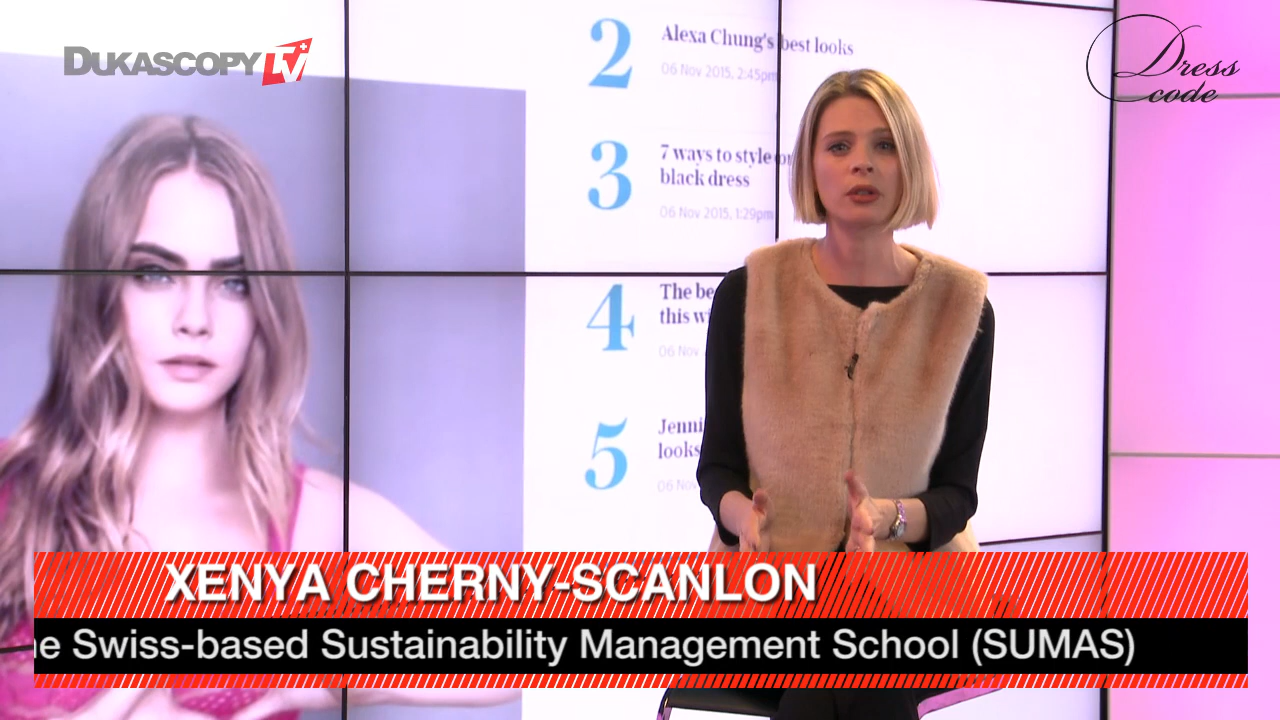 DUKASCOPY TV
Dress
code
2
Alexa Chung's best looks
06 Nov 2015, 2:45pm
3
7 ways to style
black dress
06 Nov 2015, 1:29pm
4
The
this
06 Nov
5
looks
06 Nov
XENYA CHERNY-SCANLON
Swiss-based Sustainability Management School (SUMAS)